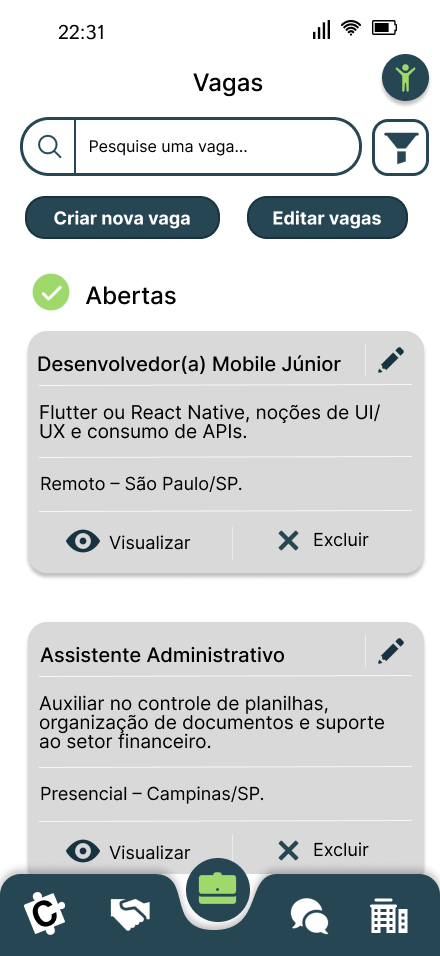 22:31
Vagas
Pesquise uma vaga...
Criar nova vaga
Editar vagas
Abertas
Desenvolvedor(a) Mobile Júnior
Flutter ou React Native, noções de UI/
UX e consumo de APIs.
Remoto – São Paulo/SP.
Visualizar
Excluir
Assistente Administrativo
Auxiliar no controle de planilhas,
organização de documentos e suporte
ao setor financeiro.
Presencial – Campinas/SP.
Visualizar
Excluir
C